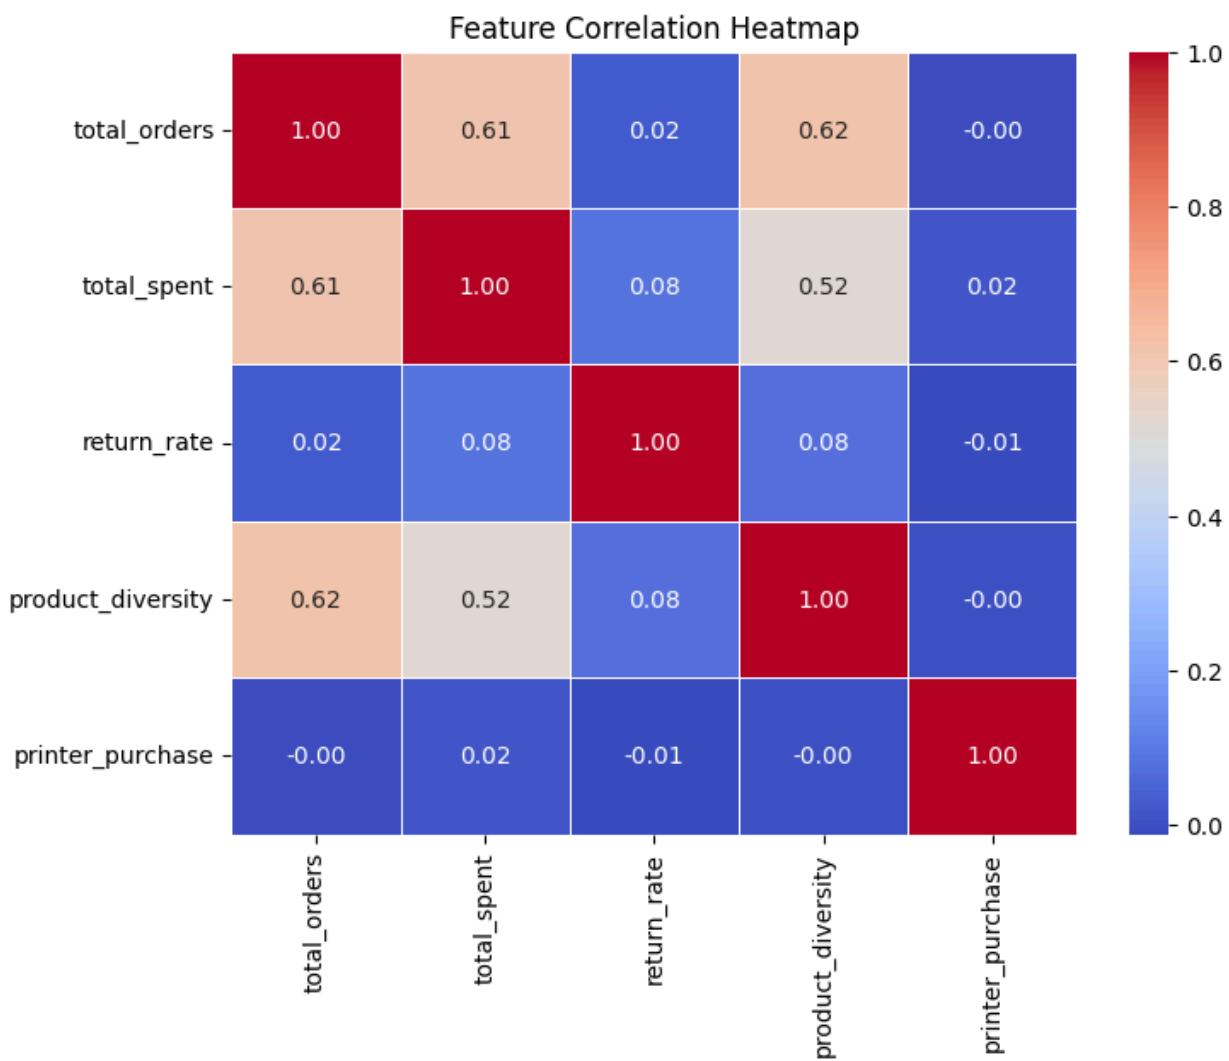 Feature Correlation Heatmap
total_orders 1.00 0.61 0.02 0.62 -0.00
total_spent 0.61 1.00 0.08 0.52 0.02
return_rate 0.02 0.08 1.00 0.08 -0.01
product_diversity 0.62 0.52 0.08 1.00 -0.00
printer_purchase -0.00 0.02 -0.01 -0.00 1.00
total_orders
total_spent
return_rate
product_diversity
printer_purchase
1.0
0.8
0.6
0.4
0.2
0.0